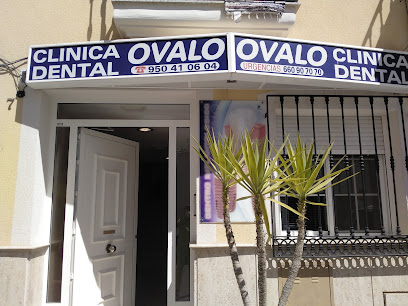 CLINICA DENTAL OVALO
☎ 950 41 06 04
OVALO CLINICA DENTAL
URGENCIAS 660 90 70 70